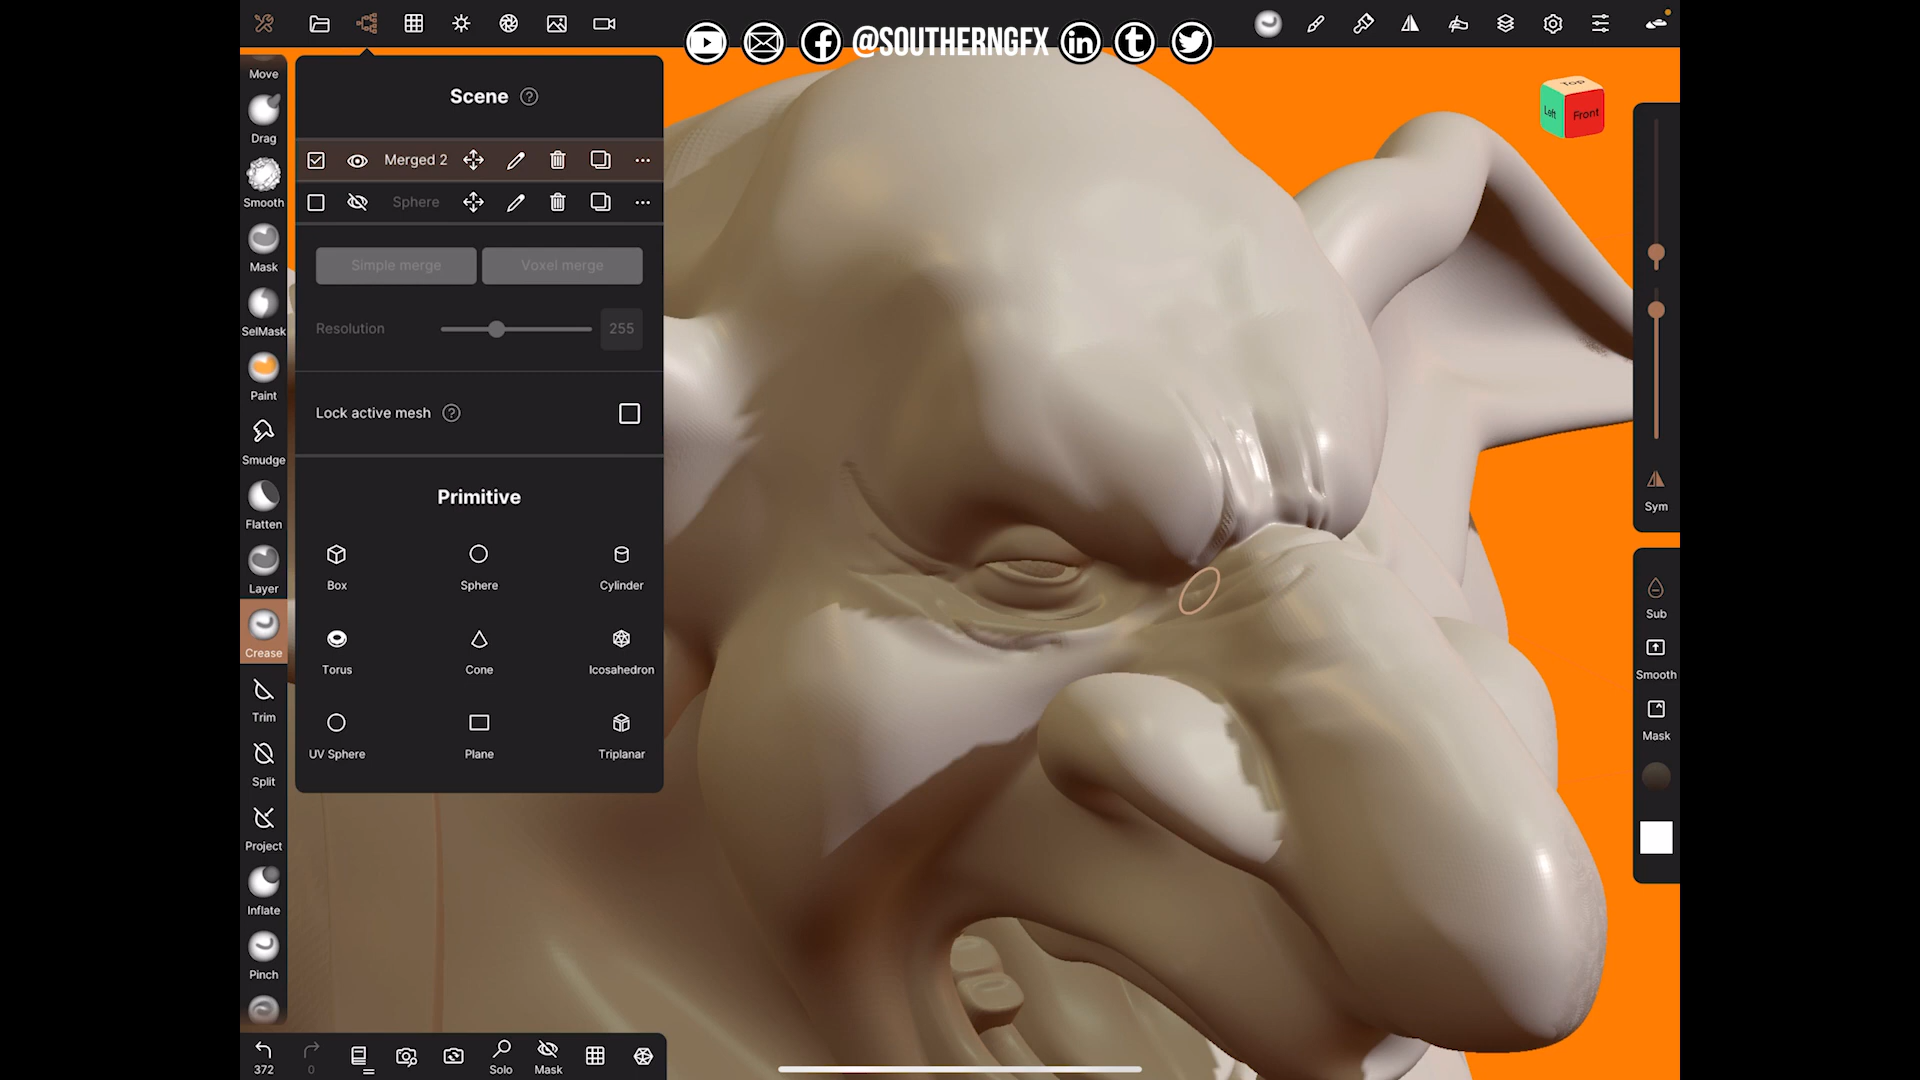 @SOUTHERNGFX
Move
Drag
Smooth
Mask
SelMask
Paint
Smudge
Flatten
Layer
Crease
Trim
Split
Project
Inflate
Pinch
Scene ?
Merged 2
Sphere
Simple merge Voxel merge
Resolution 255
Lock active mesh ?
Primitive
Box Sphere Cylinder
Torus Cone Icosahedron
UV Sphere Plane Triplanar
372 0 Solo Mask
Top
Left Front
Sym
Sub
Smooth
Mask